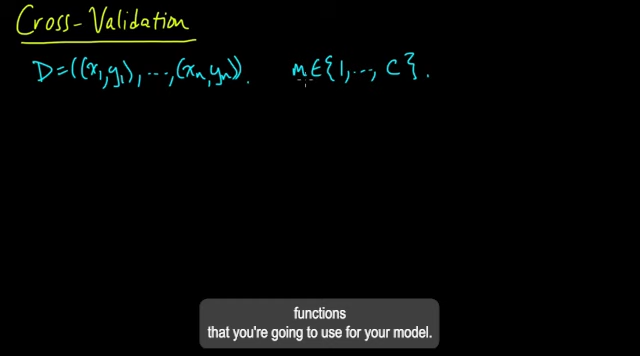 Cross-Validation
D=((x₁,y₁),...,(xₙ,yₙ)).  m∈{1,...,C}.
functions
that you're going to use for your model.